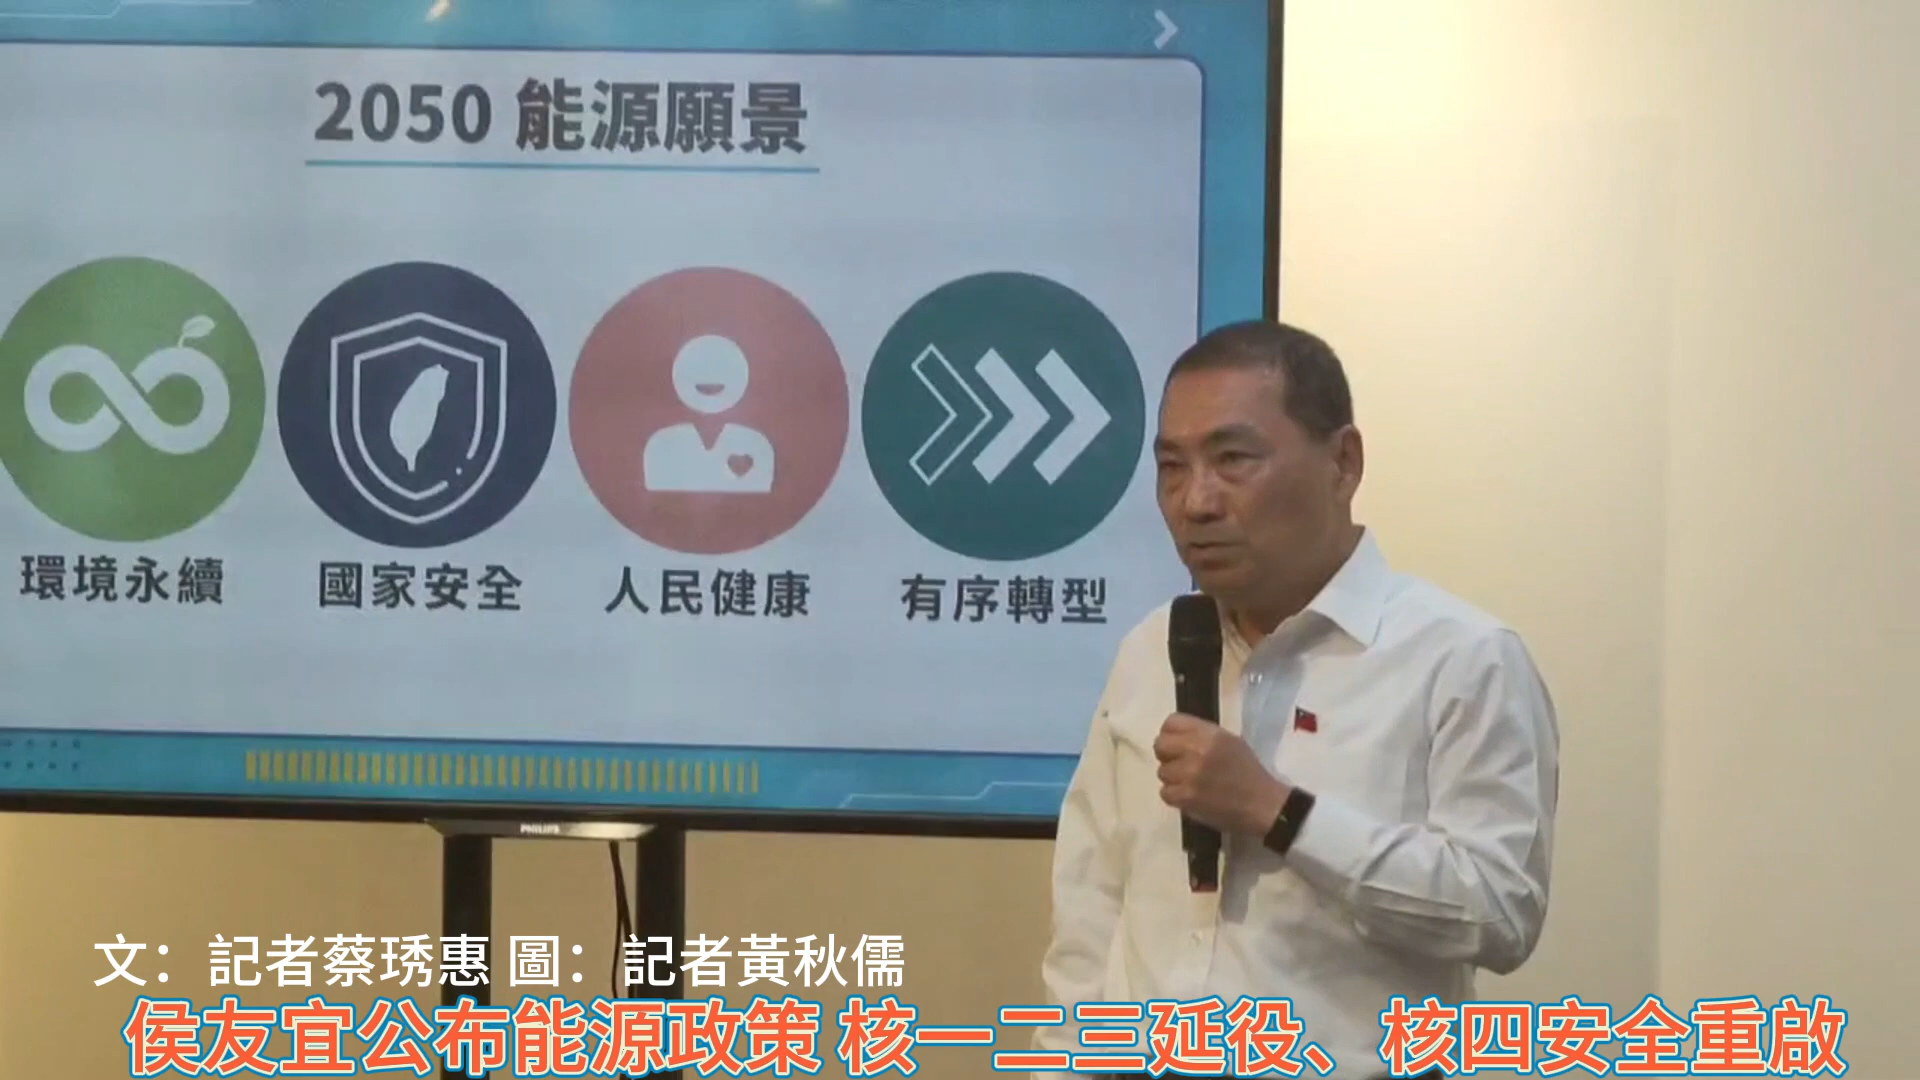 2050 能源願景
環境永續
國家安全
人民健康
有序轉型
PHILIPS
文：記者蔡琇惠 圖：記者黃秋儒
侯友宜公布能源政策 核一二三延役、核四安全重啟